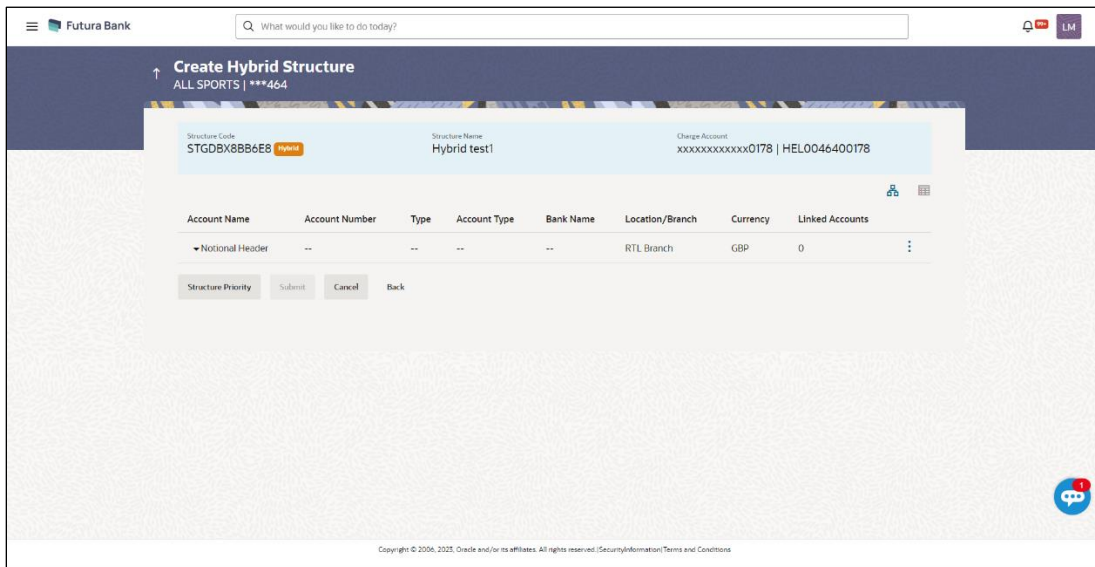 Futura Bank
What would you like to do today?
99+
LM
Create Hybrid Structure
ALL SPORTS | ***464
Structure Code
Structure Name
Charge Account
STGDBX8BB6E8 Hybrid
Hybrid test1
xxxxxxxxxxxx0178 | HEL0046400178
Account Name Account Number Type Account Type Bank Name Location/Branch Currency Linked Accounts
Notional Header -- -- -- -- RTL Branch GBP 0
Structure Priority Submit Cancel Back
1
Copyright © 2006, 2023, Oracle and/or its affiliates. All rights reserved.|SecurityInformation|Terms and Conditions